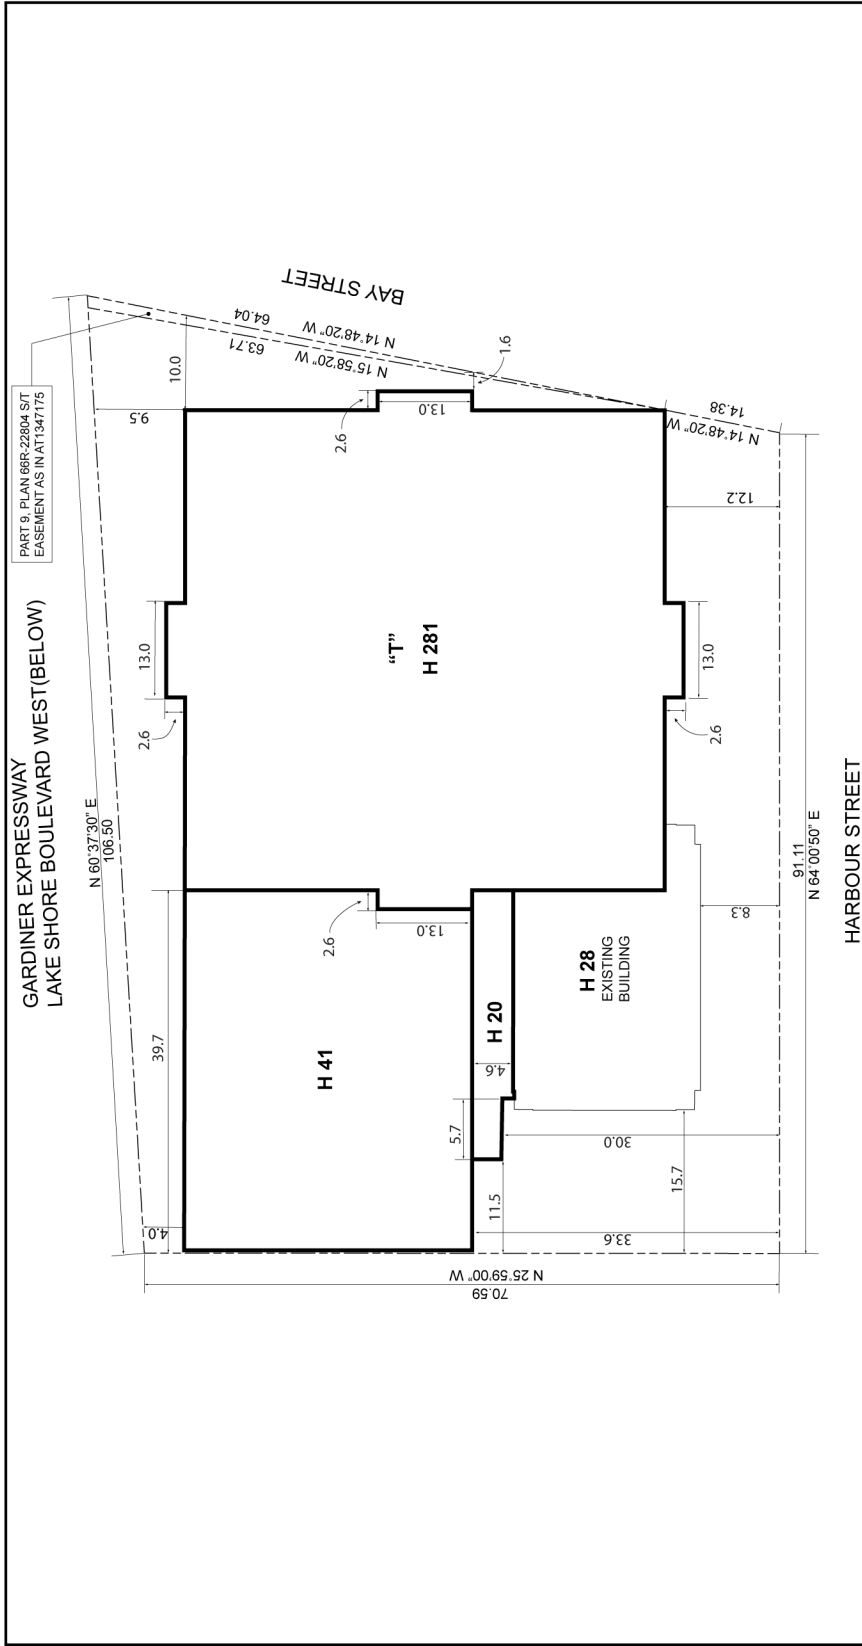 GARDINER EXPRESSWAY
LAKE SHORE BOULEVARD WEST(BELOW)
PART 9, PLAN 66R-22804 S/T
EASEMENT AS IN AT1347175
N 60°37'30" E
106.50
BAY STREET
64.04
N 14°48'20" W
63.71
N 15°58'20" W
10.0
9.5
13.0
2.6
2.6
13.0
1.6
14.38
N 14°48'20" W
12.2
"T"
H 281
13.0
2.6
39.7
2.6
13.0
H 41
H 20
4.6
H 28
EXISTING
BUILDING
8.3
5.7
30.0
15.7
11.5
33.6
4.0
N 25°59'00" W
70.59
91.11
N 64°00'50" E
HARBOUR STREET